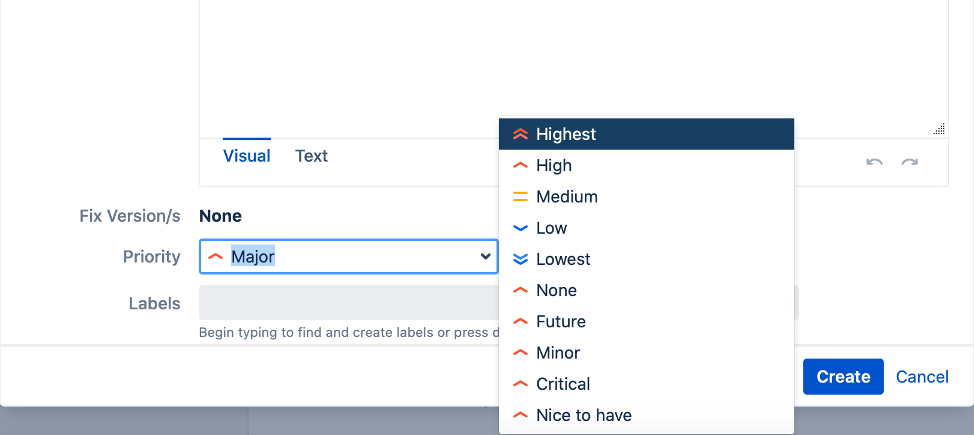 Visual Text
Fix Version/s None
Priority Major
Labels
Begin typing to find and create labels or press
Highest
High
Medium
Low
Lowest
None
Future
Minor
Critical
Nice to have
Create Cancel